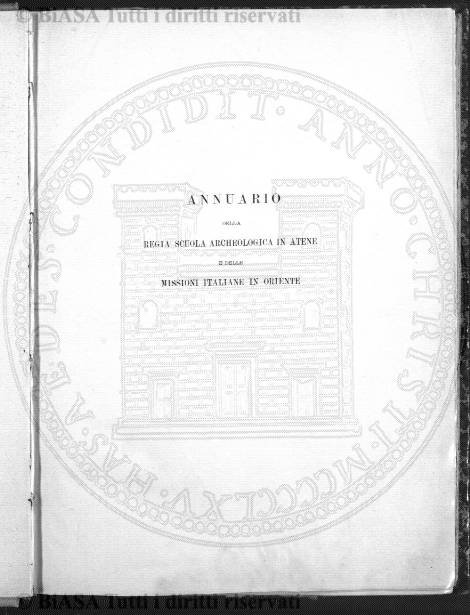 © BiASA Tutti i diritti riservati
ANNUARIO
DELLA
REGIA SCUOLA ARCHEOLOGICA IN ATENE
E DELLE
MISSIONI ITALIANE IN ORIENTE
HAS · AEDES · CONDIDIT · ANNO · CHRISTI · MCCCCLXV ·
© BiASA Tutti i diritti riservati